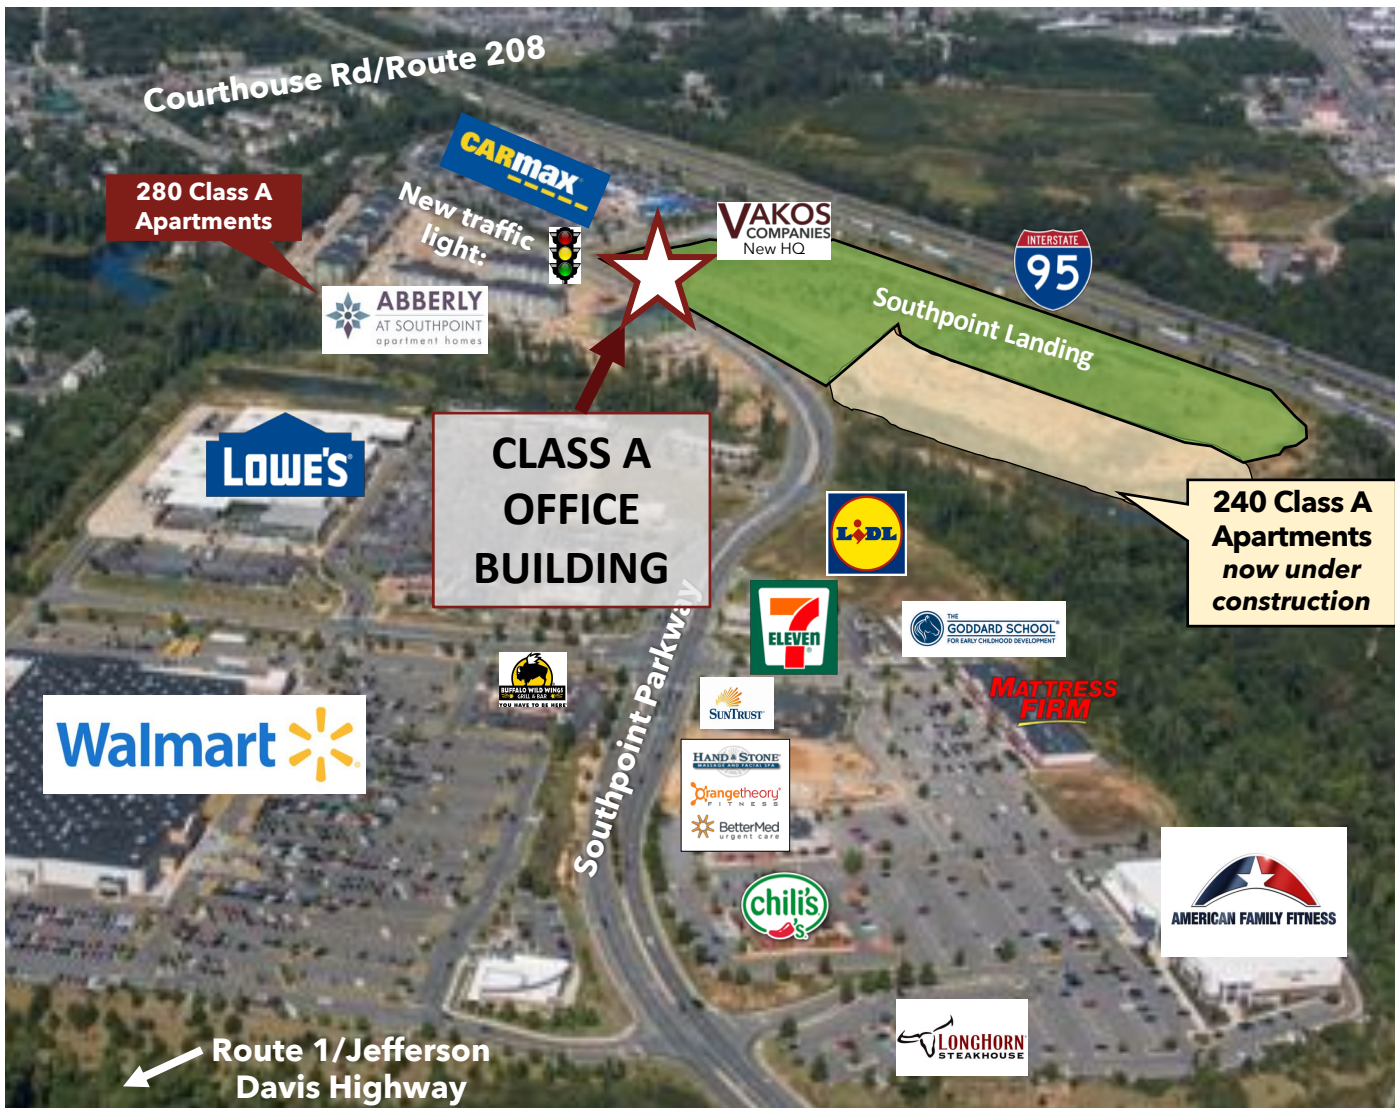 Courthouse Rd/Route 208
CARMAX
280 Class A
Apartments
New traffic
light:
VAKOS
COMPANIES
New HQ
INTERSTATE
95
ABBERLY
AT SOUTHPOINT
apartment homes
Southpoint Landing
LOWE'S
CLASS A
OFFICE
BUILDING
240 Class A
Apartments
now under
construction
LiDL
7
ELEVEN
THE
GODDARD SCHOOL
FOR EARLY CHILDHOOD DEVELOPMENT
BUFFALO WILD WINGS
GRILL & BAR
YOU HAVE TO BE HERE
Southpoint Parkway
SUNTRUST
MATTRESS
FIRM
Walmart
HAND & STONE
MASSAGE AND FACIAL SPA
Orangetheory
FITNESS
BetterMed
urgent care
chili's
AMERICAN FAMILY FITNESS
LONGHORN
STEAKHOUSE
Route 1/Jefferson
Davis Highway